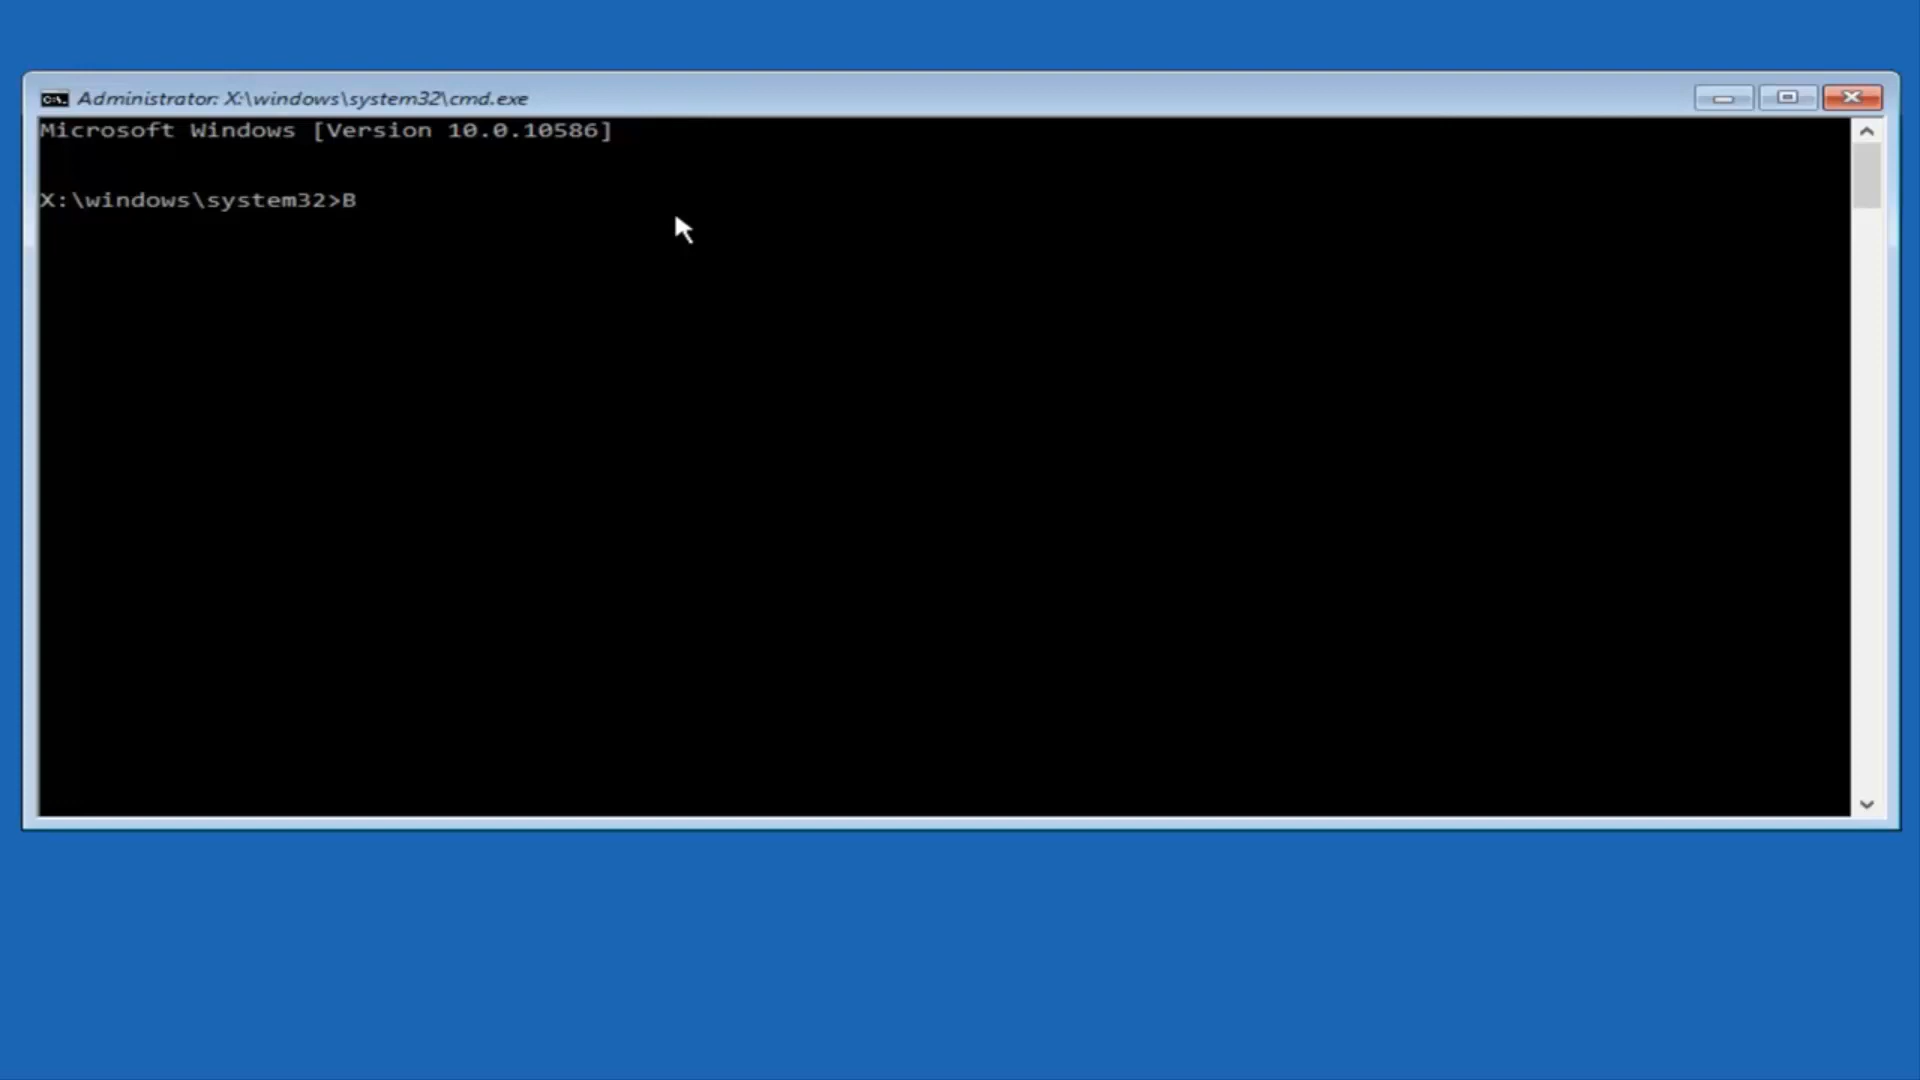 Administrator: X:\windows\system32\cmd.exe
Microsoft Windows [Version 10.0.10586]
X:\windows\system32>B